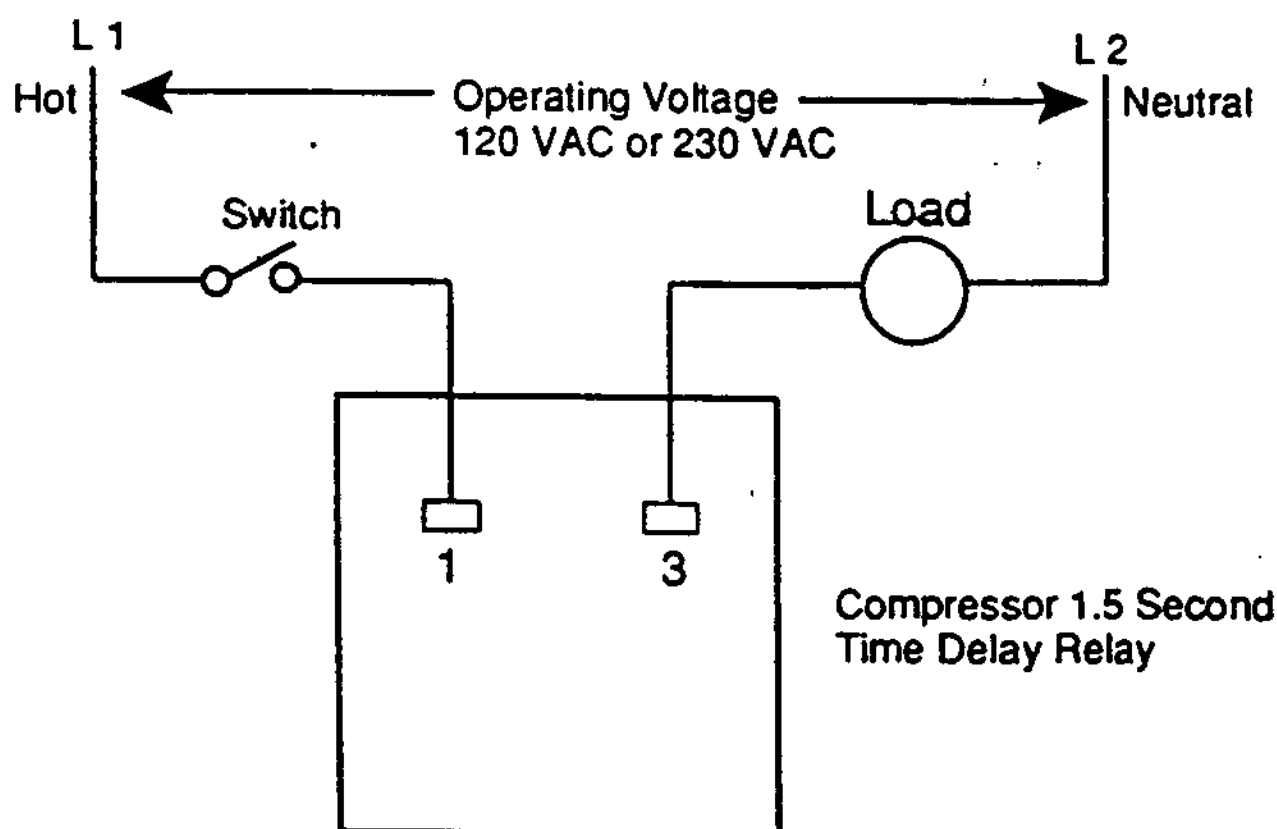 L 1
L 2
Hot
Operating Voltage
Neutral
120 VAC or 230 VAC
Switch
Load
1
3
Compressor 1.5 Second
Time Delay Relay